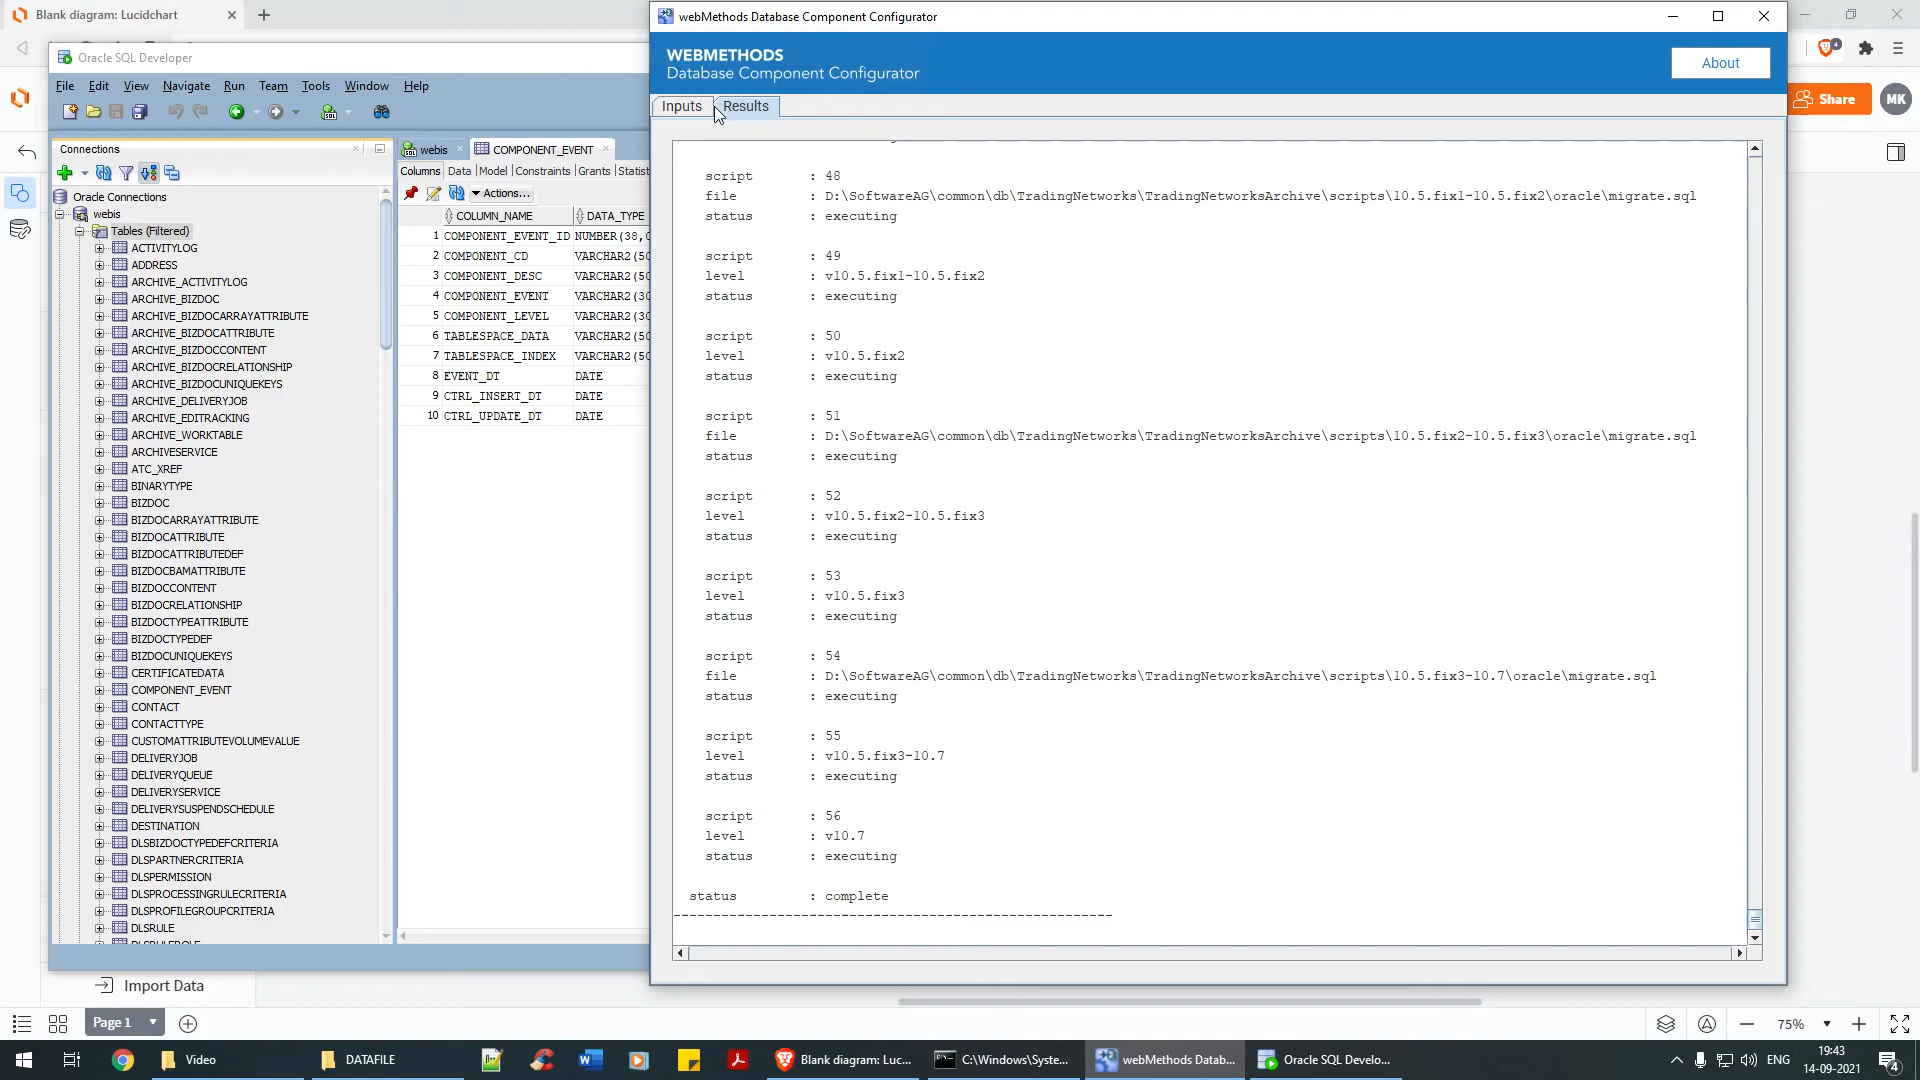 Blank diagram: Lucidchart
webMethods Database Component Configurator
Oracle SQL Developer
WEBMETHODS
Database Component Configurator
About
File Edit View Navigate Run Team Tools Window Help
Share
MK
Inputs
Results
Connections
webis
COMPONENT_EVENT
Columns Data Model Constraints Grants Statist
Actions...
Oracle Connections
webis
Tables (Filtered)
ACTIVITYLOG
ADDRESS
ARCHIVE_ACTIVITYLOG
ARCHIVE_BIZDOC
ARCHIVE_BIZDOCARRAYATTRIBUTE
ARCHIVE_BIZDOCATTRIBUTE
ARCHIVE_BIZDOCCONTENT
ARCHIVE_BIZDOCRELATIONSHIP
ARCHIVE_BIZDOCUNIQUEKEYS
ARCHIVE_DELIVERYJOB
ARCHIVE_EDITRACKING
ARCHIVE_WORKTABLE
ARCHIVESERVICE
ATC_XREF
BINARYTYPE
BIZDOC
BIZDOCARRAYATTRIBUTE
BIZDOCATTRIBUTE
BIZDOCATTRIBUTEDEF
BIZDOCBAMATTRIBUTE
BIZDOCCONTENT
BIZDOCRELATIONSHIP
BIZDOCTYPEATTRIBUTE
BIZDOCTYPEDEF
BIZDOCUNIQUEKEYS
CERTIFICATEDATA
COMPONENT_EVENT
CONTACT
CONTACTTYPE
CUSTOMATTRIBUTEVOLUMEVALUE
DELIVERYJOB
DELIVERYQUEUE
DELIVERYSERVICE
DELIVERYSUSPENDSCHEDULE
DESTINATION
DLSBIZDOCTYPEDEFCRITERIA
DLSPARTNERCRITERIA
DLSPERMISSION
DLSPROCESSINGRULECRITERIA
DLSPROFILEGROUPCRITERIA
DLSRULE
DLSRULEROLE
COLUMN_NAME DATA_TYPE
1 COMPONENT_EVENT_ID NUMBER(38,0
2 COMPONENT_CD VARCHAR2(50
3 COMPONENT_DESC VARCHAR2(50
4 COMPONENT_EVENT VARCHAR2(30
5 COMPONENT_LEVEL VARCHAR2(30
6 TABLESPACE_DATA VARCHAR2(50
7 TABLESPACE_INDEX VARCHAR2(50
8 EVENT_DT DATE
9 CTRL_INSERT_DT DATE
10 CTRL_UPDATE_DT DATE
script : 48
file : D:\SoftwareAG\common\db\TradingNetworks\TradingNetworksArchive\scripts\10.5.fix1-10.5.fix2\oracle\migrate.sql
status : executing
script : 49
level : v10.5.fix1-10.5.fix2
status : executing
script : 50
level : v10.5.fix2
status : executing
script : 51
file : D:\SoftwareAG\common\db\TradingNetworks\TradingNetworksArchive\scripts\10.5.fix2-10.5.fix3\oracle\migrate.sql
status : executing
script : 52
level : v10.5.fix2-10.5.fix3
status : executing
script : 53
level : v10.5.fix3
status : executing
script : 54
file : D:\SoftwareAG\common\db\TradingNetworks\TradingNetworksArchive\scripts\10.5.fix3-10.7\oracle\migrate.sql
status : executing
script : 55
level : v10.5.fix3-10.7
status : executing
script : 56
level : v10.7
status : executing
status : complete
-------------------------------------------------------
Import Data
Page 1
75%
Video
DATAFILE
Blank diagram: Luc...
C:\Windows\Syste...
webMethods Datab...
Oracle SQL Develo...
ENG
19:43
14-09-2021
4